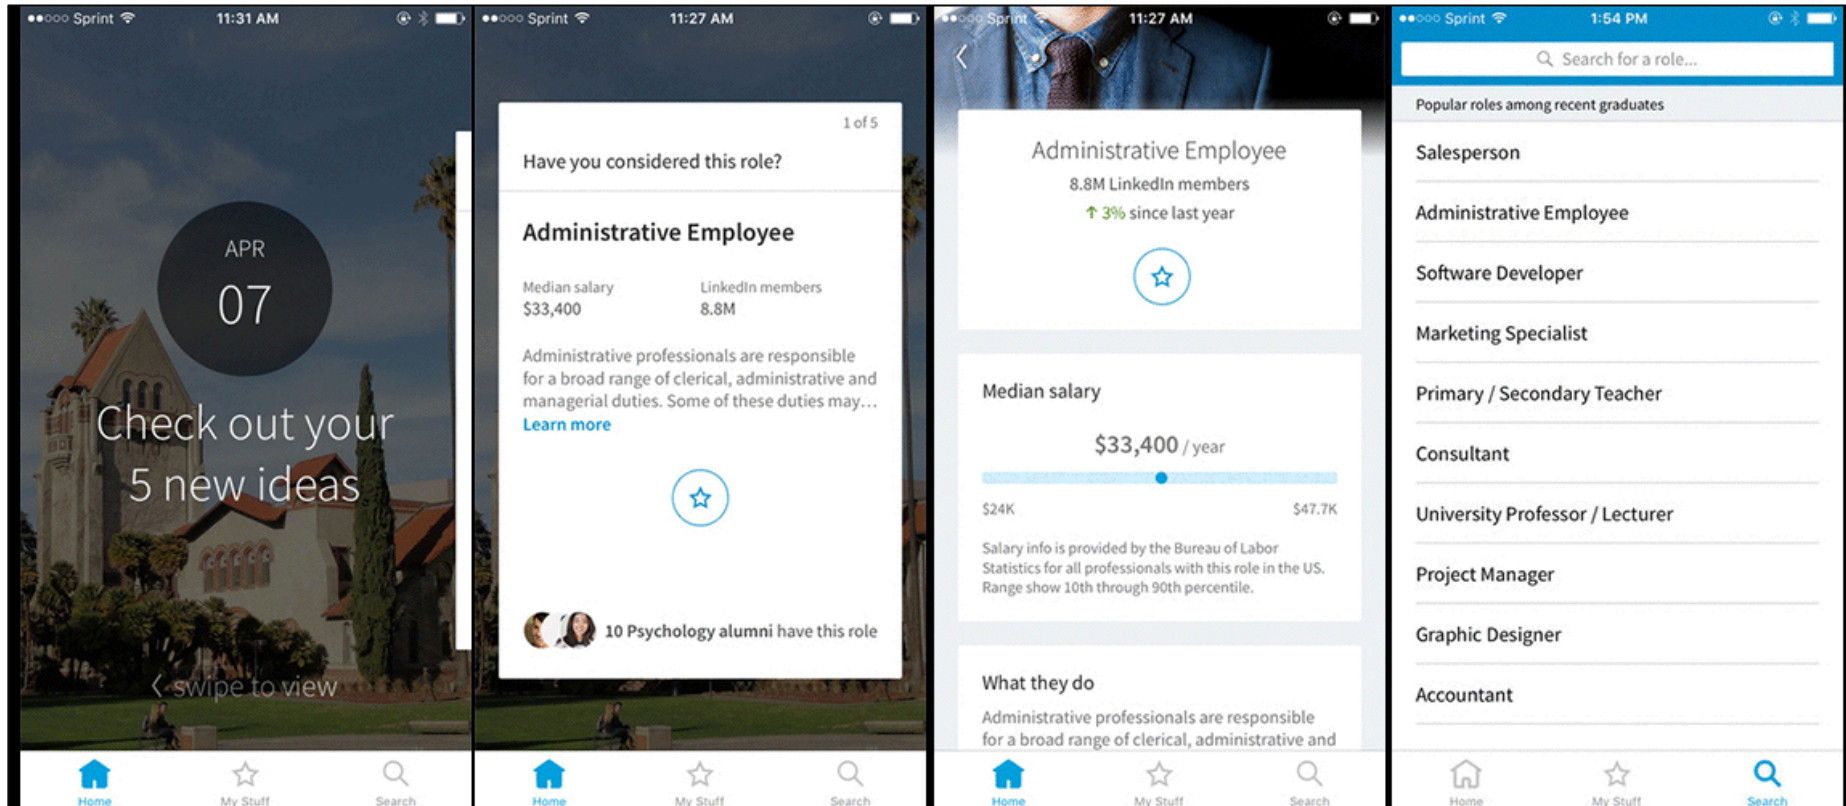 Sprint
11:31 AM
APR
07
Check out your
5 new ideas
swipe to view
Home
My Stuff
Search
Sprint
11:27 AM
1 of 5
Have you considered this role?
Administrative Employee
Median salary
LinkedIn members
$33,400
8.8M
Administrative professionals are responsible
for a broad range of clerical, administrative and
managerial duties. Some of these duties may...
Learn more
10 Psychology alumni have this role
Home
My Stuff
Search
Sprint
11:27 AM
Administrative Employee
8.8M LinkedIn members
↑ 3% since last year
Median salary
$33,400 / year
$24K
$47.7K
Salary info is provided by the Bureau of Labor
Statistics for all professionals with this role in the US.
Range show 10th through 90th percentile.
What they do
Administrative professionals are responsible
for a broad range of clerical, administrative and
Home
My Stuff
Search
Sprint
1:54 PM
Search for a role...
Popular roles among recent graduates
Salesperson
Administrative Employee
Software Developer
Marketing Specialist
Primary / Secondary Teacher
Consultant
University Professor / Lecturer
Project Manager
Graphic Designer
Accountant
Home
My Stuff
Search